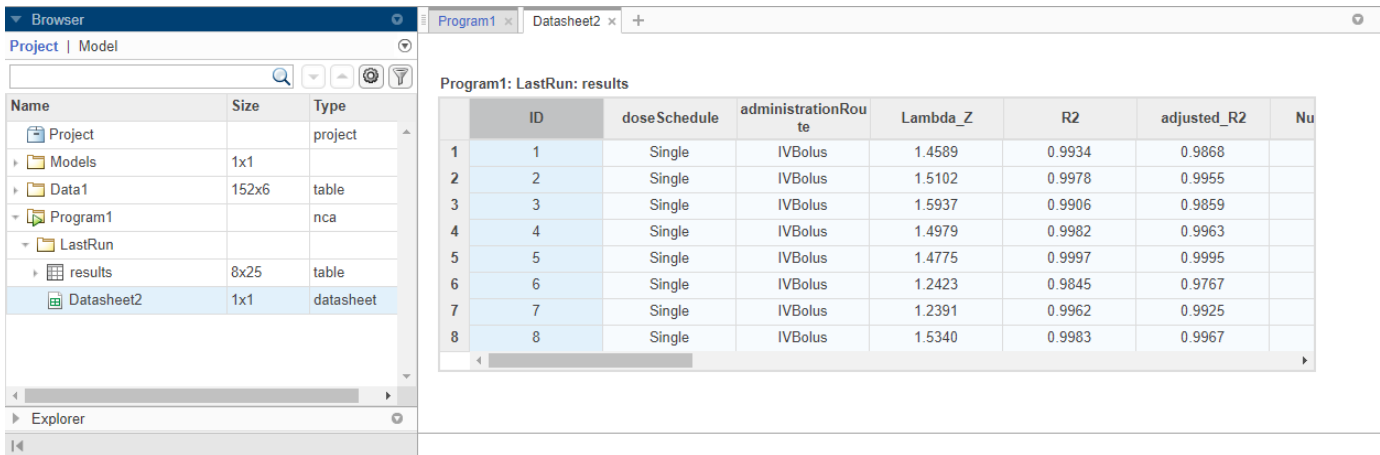 Browser
Project | Model
Name Size Type
Project project
Models 1x1
Data1 152x6 table
Program1 nca
LastRun
results 8x25 table
Datasheet2 1x1 datasheet
Explorer
Program1 × Datasheet2 × +
Program1: LastRun: results
ID doseSchedule administrationRou
te Lambda_Z R2 adjusted_R2 Nu
1 1 Single IVBolus 1.4589 0.9934 0.9868
2 2 Single IVBolus 1.5102 0.9978 0.9955
3 3 Single IVBolus 1.5937 0.9906 0.9859
4 4 Single IVBolus 1.4979 0.9982 0.9963
5 5 Single IVBolus 1.4775 0.9997 0.9995
6 6 Single IVBolus 1.2423 0.9845 0.9767
7 7 Single IVBolus 1.2391 0.9962 0.9925
8 8 Single IVBolus 1.5340 0.9983 0.9967